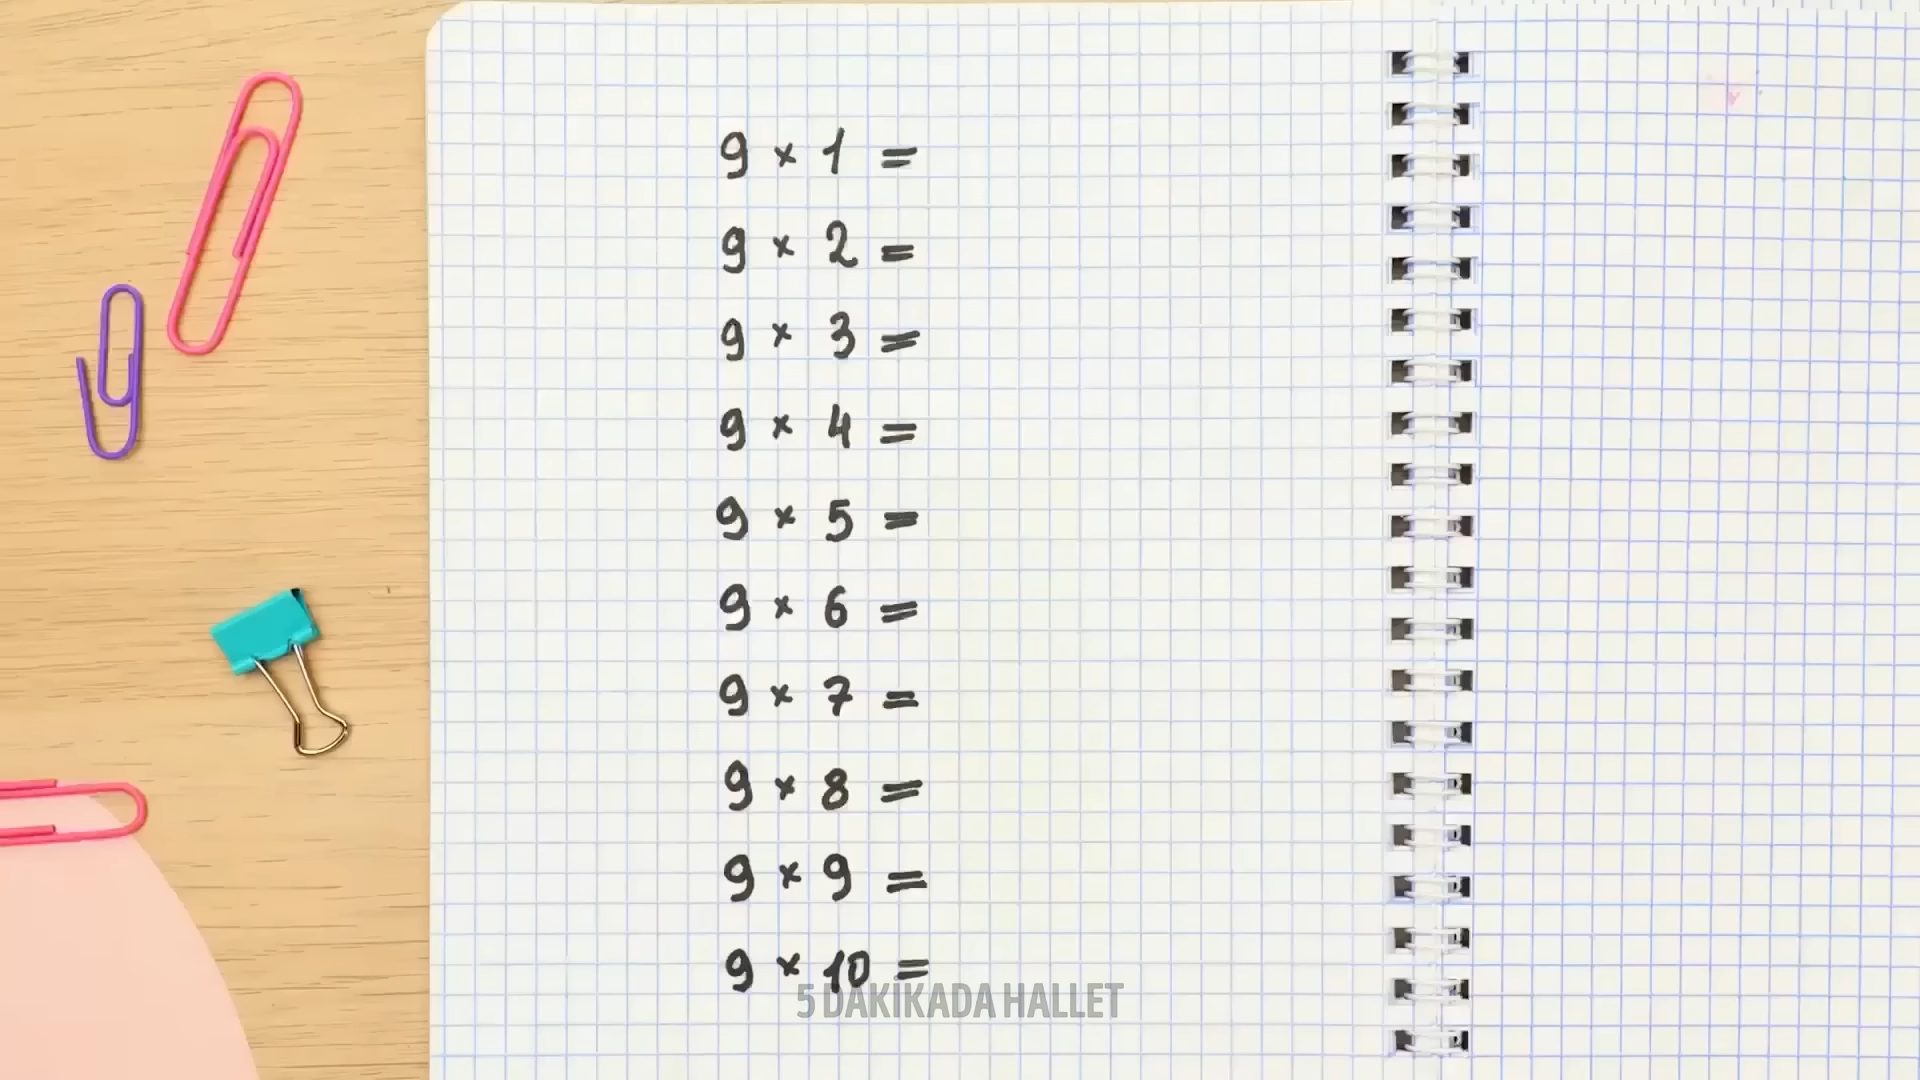 9 × 1 =
9 × 2 =
9 × 3 =
9 × 4 =
9 × 5 =
9 × 6 =
9 × 7 =
9 × 8 =
9 × 9 =
9 × 10 =
5 DAKİKADA HALLET